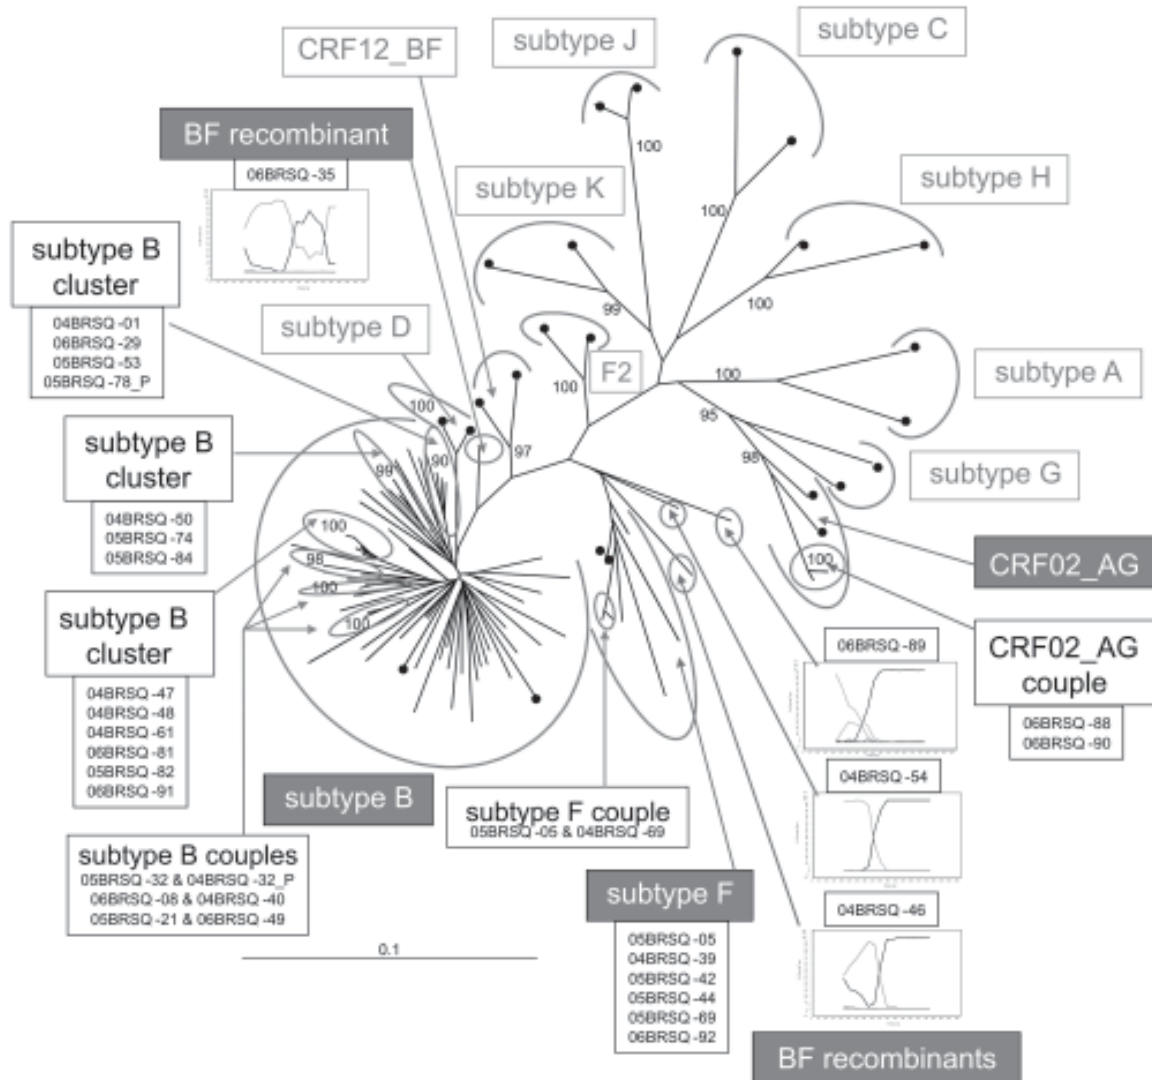 subtype J
subtype C
CRF12_BF
BF recombinant
06BRSQ -35
subtype K
subtype H
100
100
100
99
subtype B
cluster
04BRSQ -01
06BRSQ -29
05BRSQ -53
05BRSQ -78_P
subtype D
F2
100
subtype A
100
95
98
subtype G
100
97
99
90
subtype B
cluster
04BRSQ -50
05BRSQ -74
05BRSQ -84
100
98
100
100
CRF02_AG
100
subtype B
cluster
04BRSQ -47
04BRSQ -48
04BRSQ -61
06BRSQ -81
05BRSQ -82
06BRSQ -91
CRF02_AG
couple
06BRSQ -88
06BRSQ -90
06BRSQ -89
04BRSQ -54
04BRSQ -46
subtype B
subtype F couple
05BRSQ -05 & 04BRSQ -69
subtype B couples
05BRSQ -32 & 04BRSQ -32_P
06BRSQ -08 & 04BRSQ -40
05BRSQ -21 & 06BRSQ -49
subtype F
05BRSQ -05
04BRSQ -39
05BRSQ -42
05BRSQ -44
05BRSQ -69
06BRSQ -92
0.1
BF recombinants